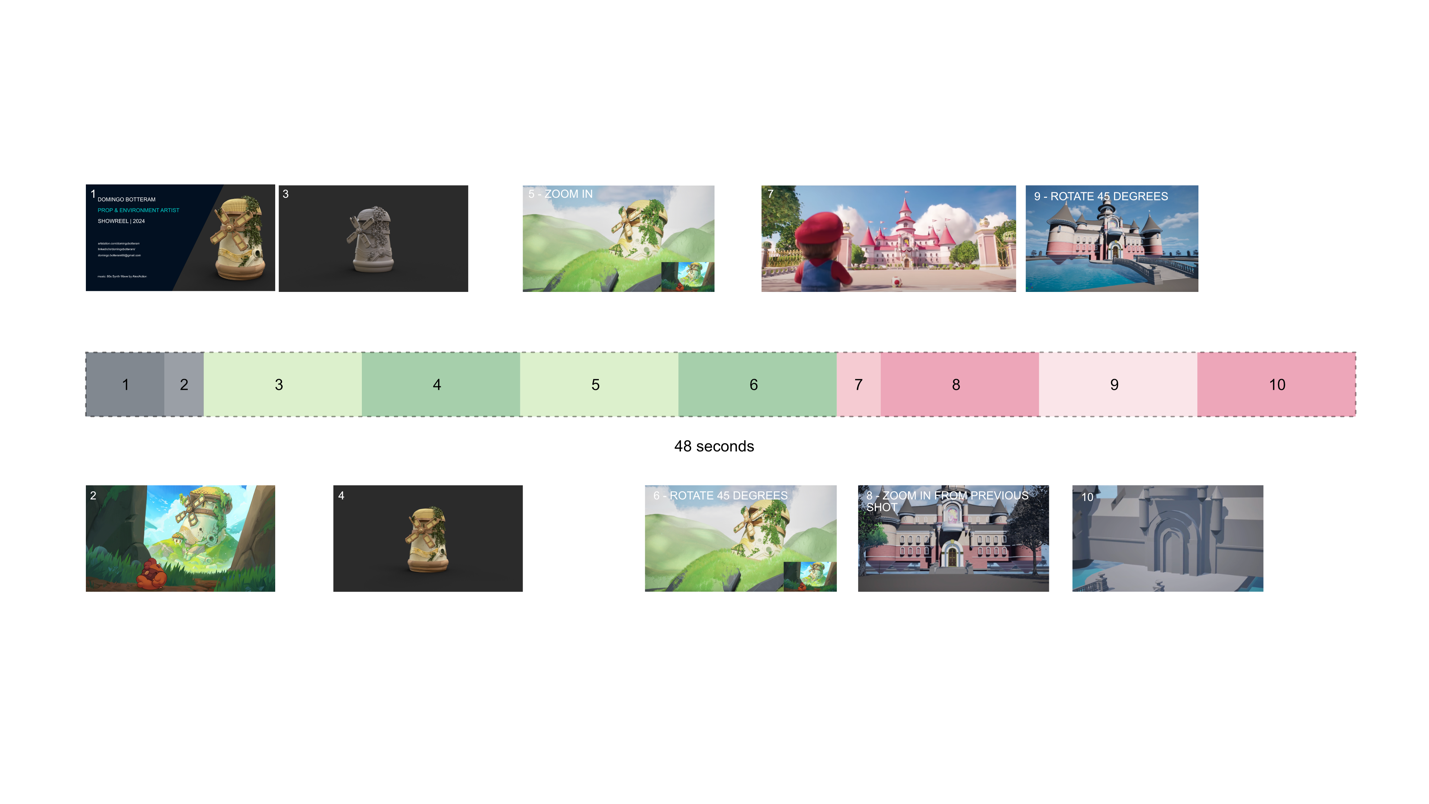 1
DOMINGO BOTTERAM
PROP & ENVIRONMENT ARTIST
SHOWREEL | 2024
3
5 - ZOOM IN
7
9 - ROTATE 45 DEGREES
1 2 3 4 5 6 7 8 9 10
48 seconds
2
4
6 - ROTATE 45 DEGREES
8 - ZOOM IN FROM PREVIOUS
SHOT
10